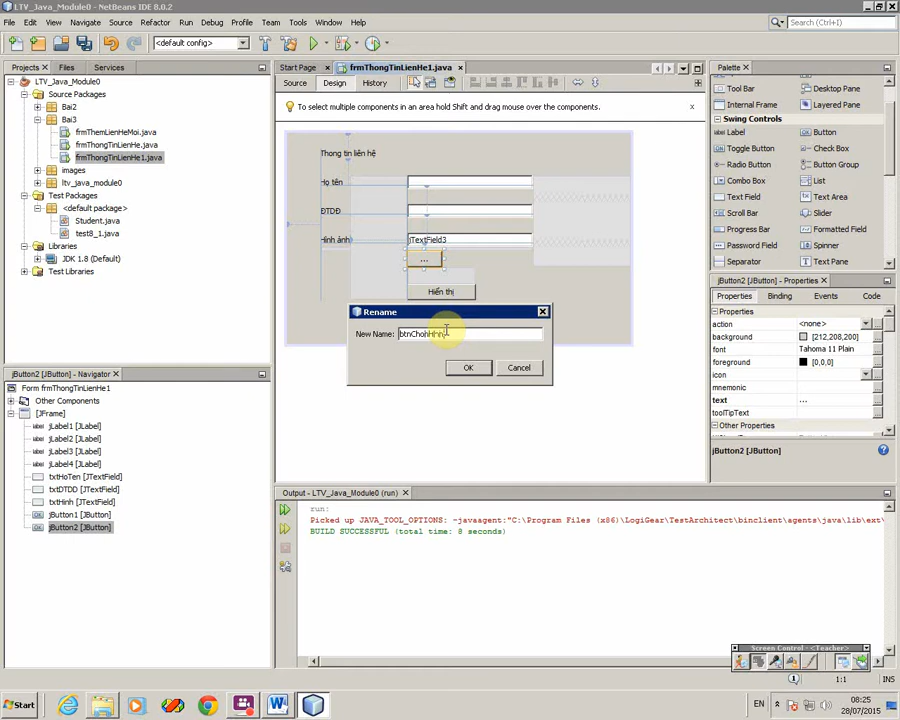 LTV_Java_Module0 - NetBeans IDE 8.0.2
File Edit View Navigate Source Refactor Run Debug Profile Team Tools Window Help
Search (Ctrl+I)
<default config>
Projects Files Services
LTV_Java_Module0
Source Packages
Bai2
Bai3
frmThemLienHeMoi.java
frmThongTinLienHe.java
frmThongTinLienHe1.java
images
ltv_java_module0
Test Packages
<default package>
Student.java
test8_1.java
Libraries
JDK 1.8 (Default)
Test Libraries
jButton2 [JButton] - Navigator
Form frmThongTinLienHe1
Other Components
[JFrame]
jLabel1 [JLabel]
jLabel2 [JLabel]
jLabel3 [JLabel]
jLabel4 [JLabel]
txtHoTen [JTextField]
txtDTDD [JTextField]
txtHinh [JTextField]
jButton1 [JButton]
jButton2 [JButton]
Start Page frmThongTinLienHe1.java
Source Design History
To select multiple components in an area hold Shift and drag mouse over the components.
x
Thong tin liên hệ
Họ tên
ĐTDĐ
Hình ảnh
jTextField3
...
Hiển thị
Rename
New Name: btnChonHinh
OK Cancel
Output - LTV_Java_Module0 (run)
run:
Picked up JAVA_TOOL_OPTIONS: -javaagent:"C:\Program Files (x86)\LogiGear\TestArchitect\binclient\agents\java\lib\ext\
BUILD SUCCESSFUL (total time: 8 seconds)
Palette
Tool Bar Desktop Pane
Internal Frame Layered Pane
Swing Controls
Label Button
Toggle Button Check Box
Radio Button Button Group
Combo Box List
Text Field Text Area
Scroll Bar Slider
Progress Bar Formatted Field
Password Field Spinner
Separator Text Pane
jButton2 [JButton] - Properties
Properties Binding Events Code
Properties
action <none>
background [212,208,200]
font Tahoma 11 Plain
foreground [0,0,0]
icon
mnemonic
text ...
toolTipText
Other Properties
jButton2 [JButton]
Screen Control - <Teacher>
1:1 INS
Start
EN
08:25
28/07/2015